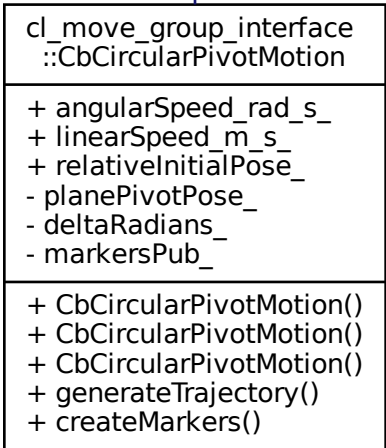 cl_move_group_interface
::CbCircularPivotMotion
+ angularSpeed_rad_s_
+ linearSpeed_m_s_
+ relativeInitialPose_
- planePivotPose_
- deltaRadians_
- markersPub_
+ CbCircularPivotMotion()
+ CbCircularPivotMotion()
+ CbCircularPivotMotion()
+ generateTrajectory()
+ createMarkers()